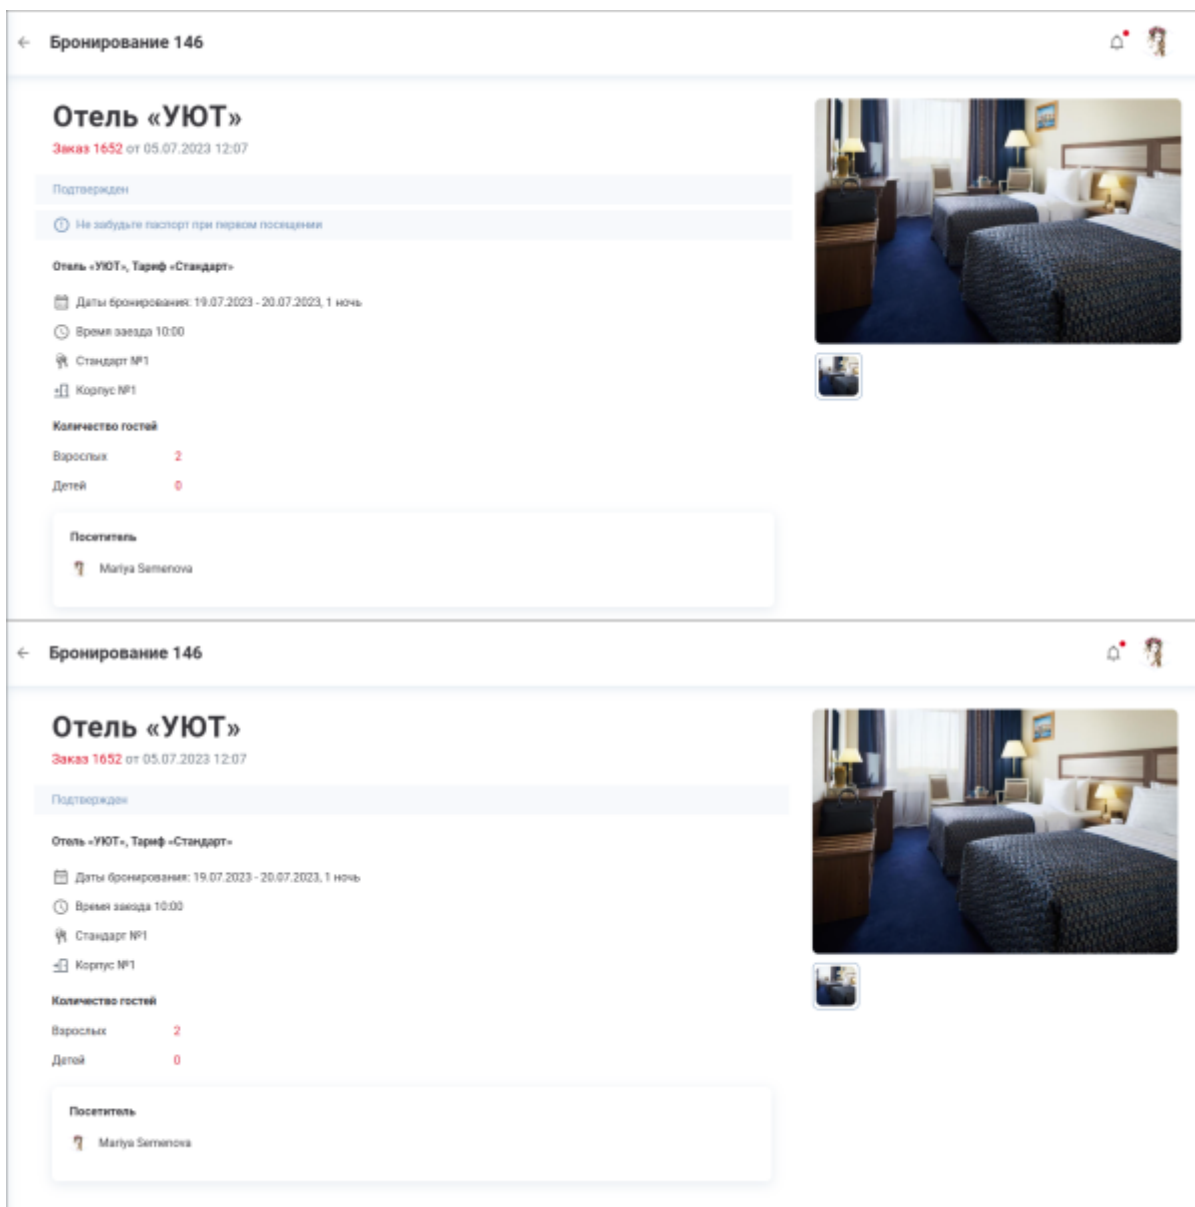 Бронирование 146
Отель «УЮТ»
Заказ 1652 от 05.07.2023 12:07
Подтвержден
Не забудьте паспорт при первом посещении
Отель «УЮТ», Тариф «Стандарт»
Даты бронирования: 19.07.2023 - 20.07.2023, 1 ночь
Время заезда 10:00
Стандарт №1
Корпус №1
Количество гостей
Взрослых 2
Детей 0
Посетитель
Mariya Semenova
Бронирование 146
Отель «УЮТ»
Заказ 1652 от 05.07.2023 12:07
Подтвержден
Отель «УЮТ», Тариф «Стандарт»
Даты бронирования: 19.07.2023 - 20.07.2023, 1 ночь
Время заезда 10:00
Стандарт №1
Корпус №1
Количество гостей
Взрослых 2
Детей 0
Посетитель
Mariya Semenova